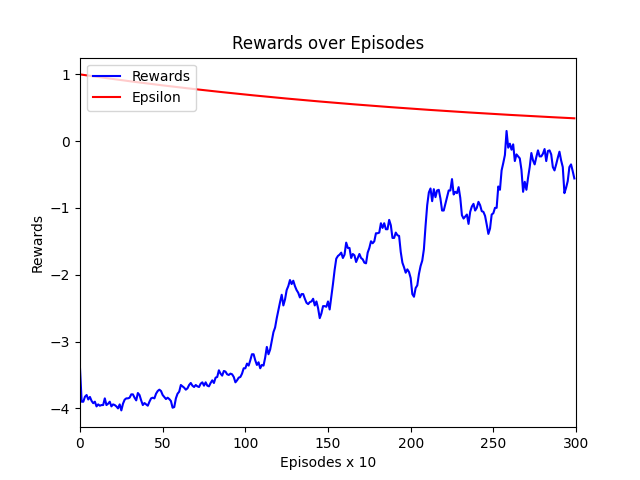 Rewards over Episodes
Rewards
Epsilon
1
0
−1
−2
−3
−4
Rewards
0 50 100 150 200 250 300
Episodes x 10